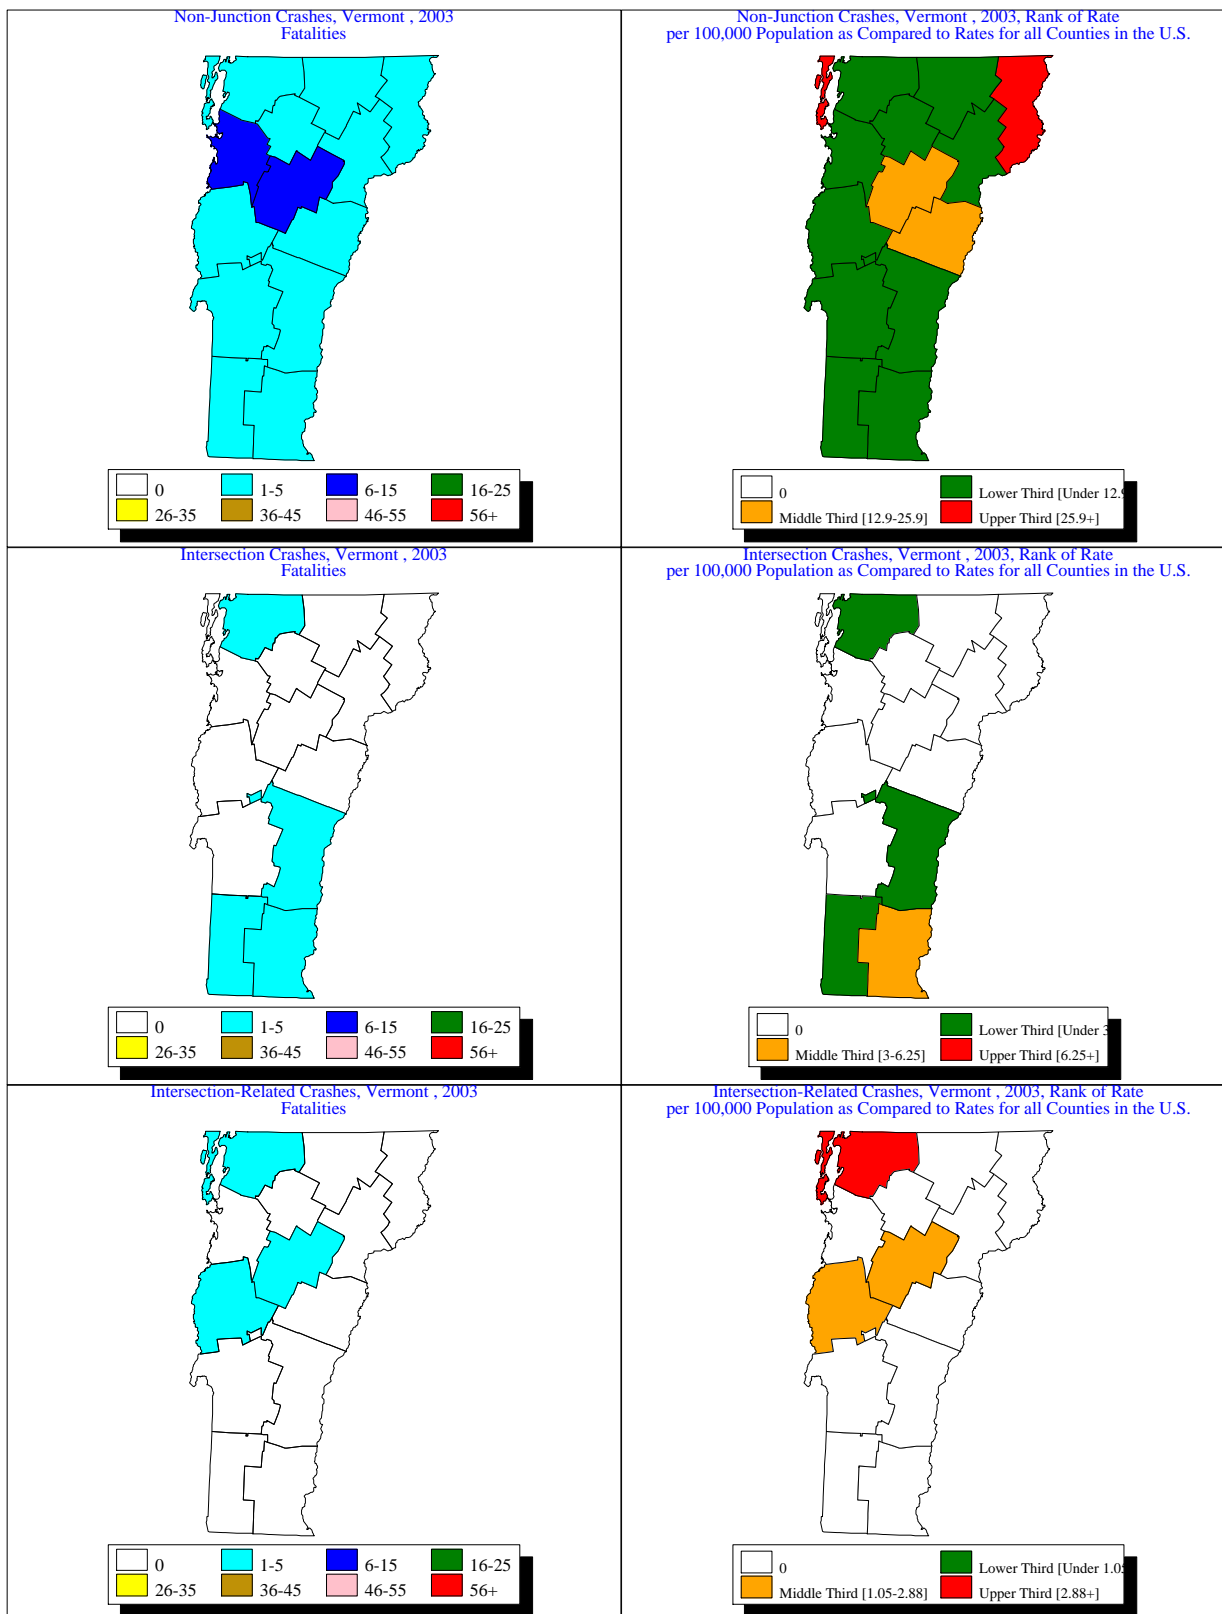 Non-Junction Crashes, Vermont , 2003
Fatalities
0
1-5
6-15
16-25
26-35
36-45
46-55
56+
Non-Junction Crashes, Vermont , 2003, Rank of Rate
per 100,000 Population as Compared to Rates for all Counties in the U.S.
0
Lower Third [Under 12.9
Middle Third [12.9-25.9]
Upper Third [25.9+]
Intersection Crashes, Vermont , 2003
Fatalities
0
1-5
6-15
16-25
26-35
36-45
46-55
56+
Intersection Crashes, Vermont , 2003, Rank of Rate
per 100,000 Population as Compared to Rates for all Counties in the U.S.
0
Lower Third [Under 3
Middle Third [3-6.25]
Upper Third [6.25+]
Intersection-Related Crashes, Vermont , 2003
Fatalities
0
1-5
6-15
16-25
26-35
36-45
46-55
56+
Intersection-Related Crashes, Vermont , 2003, Rank of Rate
per 100,000 Population as Compared to Rates for all Counties in the U.S.
0
Lower Third [Under 1.05
Middle Third [1.05-2.88]
Upper Third [2.88+]